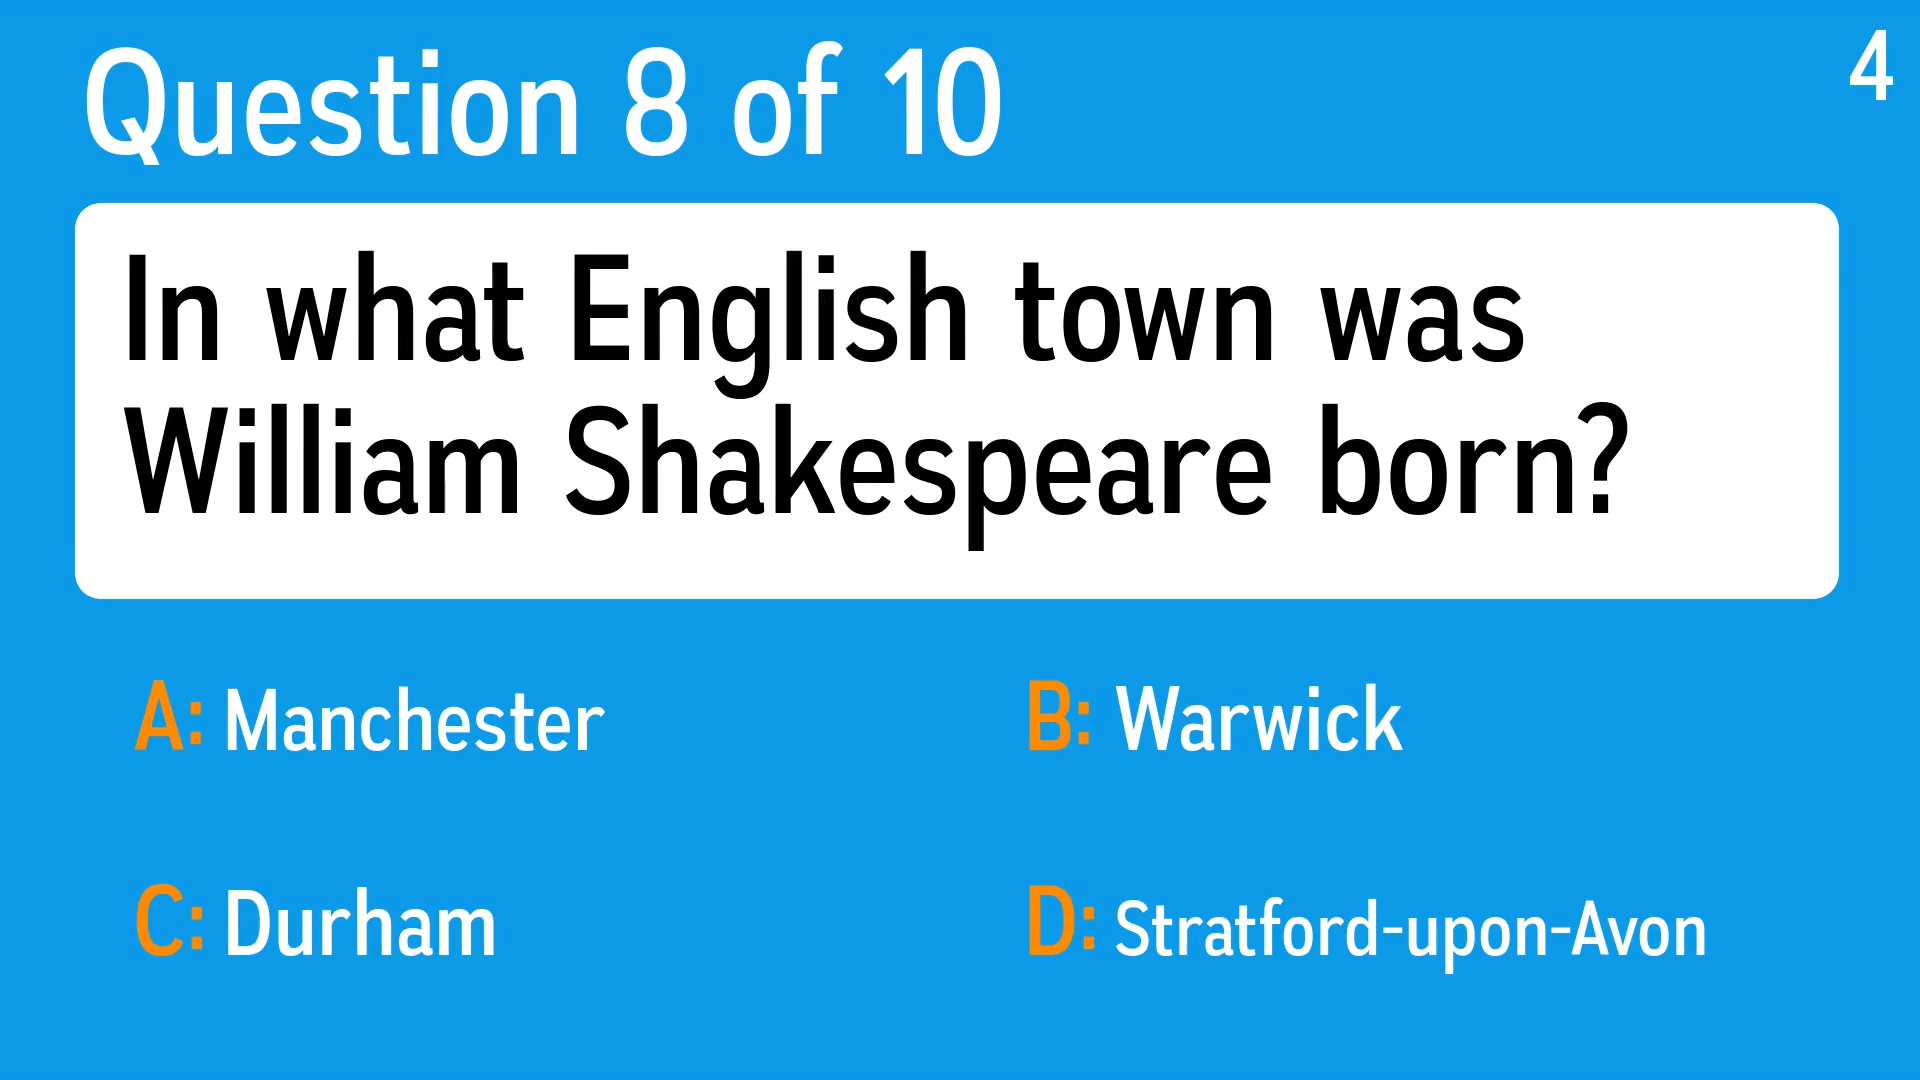 Question 8 of 10
4
In what English town was
William Shakespeare born?
A: Manchester
B: Warwick
C: Durham
D: Stratford-upon-Avon